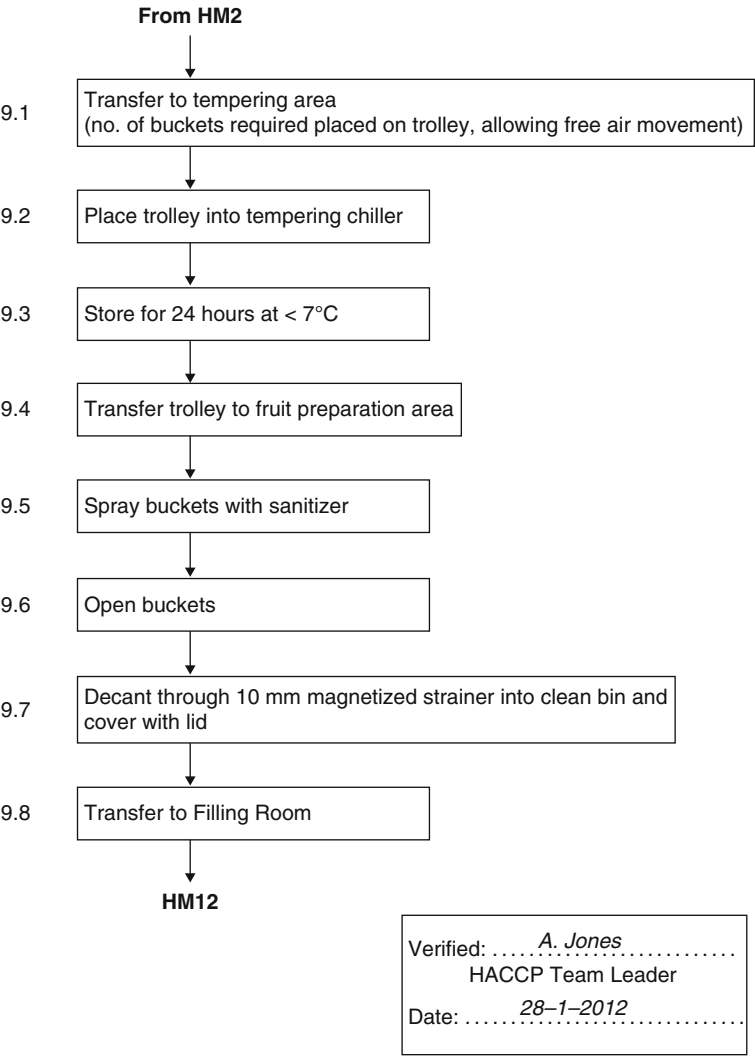 From HM2
9.1
Transfer to tempering area
(no. of buckets required placed on trolley, allowing free air movement)
9.2
Place trolley into tempering chiller
9.3
Store for 24 hours at < 7°C
9.4
Transfer trolley to fruit preparation area
9.5
Spray buckets with sanitizer
9.6
Open buckets
9.7
Decant through 10 mm magnetized strainer into clean bin and
cover with lid
9.8
Transfer to Filling Room
HM12
Verified: A. Jones
HACCP Team Leader
Date: 28–1–2012